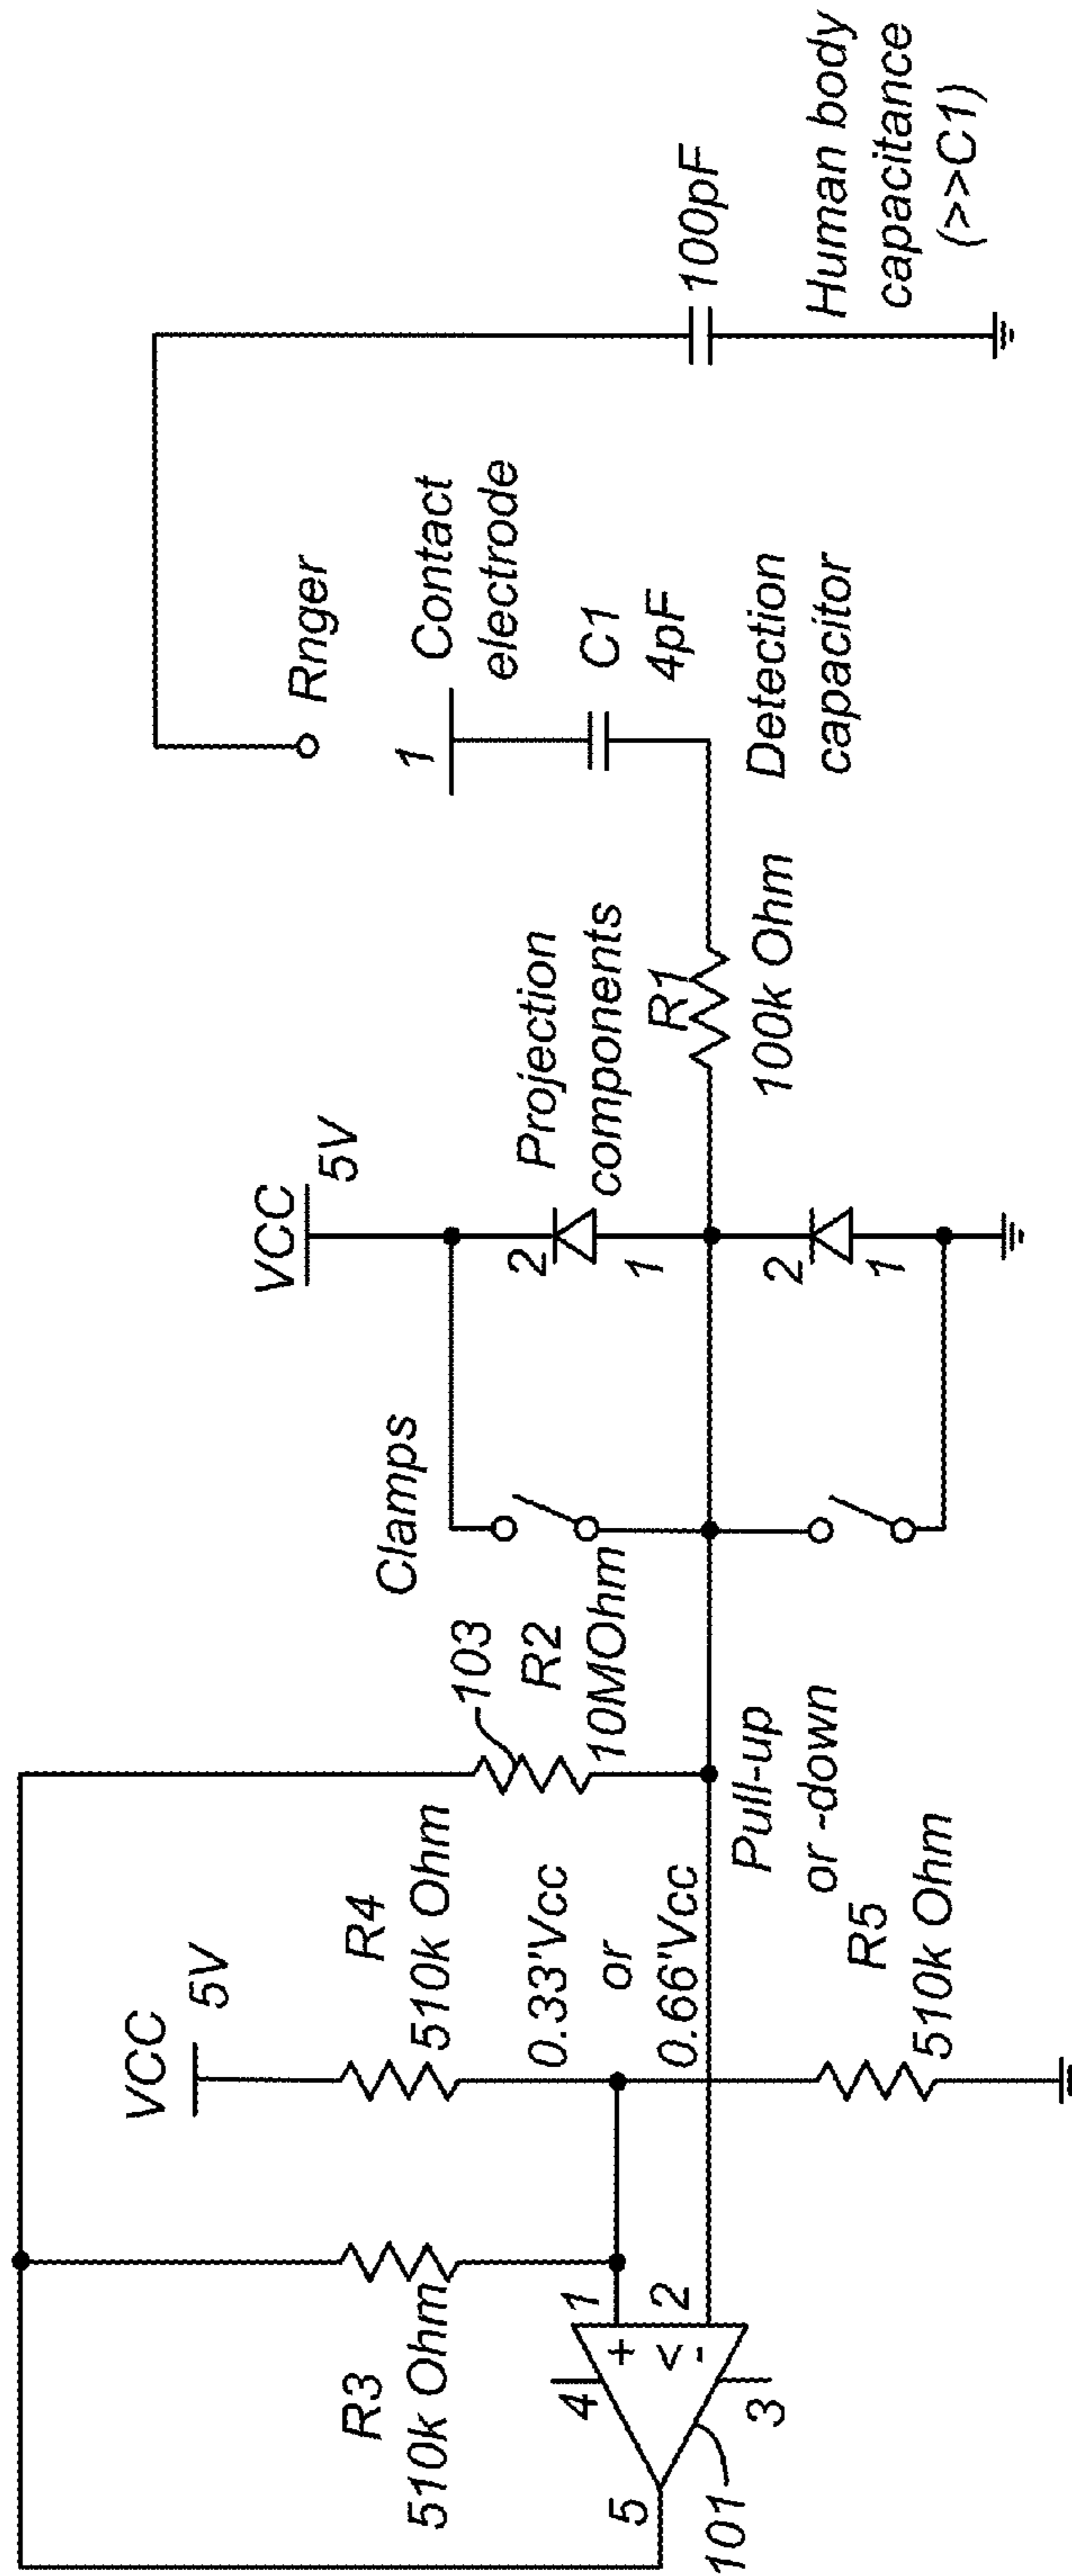 VCC
5V
R3
510k Ohm
R4
510k Ohm
103
R2
10MOhm
Clamps
VCC
5V
Projection
components
2
1
2
1
R1
100k Ohm
Rnger
1
Contact
electrode
C1
4pF
Detection
capacitor
100pF
Human body
capacitance
(>>C1)
0.33"Vcc
or
0.66"Vcc
Pull-up
or -down
R5
510k Ohm
1
2
+
<
-
4
3
5
101